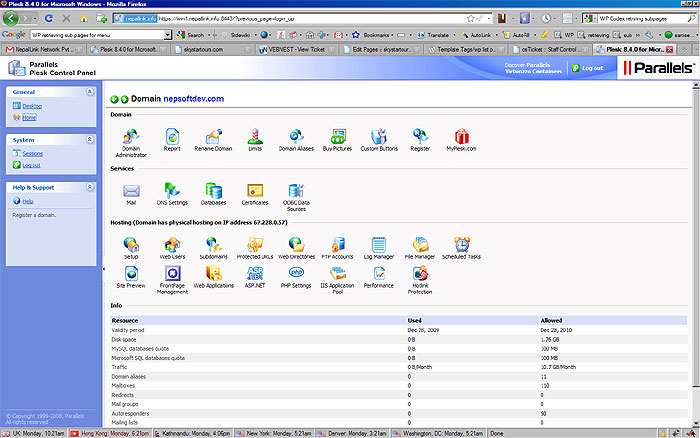 Plesk 8.4.0 for Microsoft Windows - Mozilla Firefox
File Edit View History Bookmarks Tools Help
nepallink.info https://win1.nepallink.info:8443/?previous_page=login_up
WP Codex retriving subpages
Google WP retrieving sub pages for menu Search Sidewiki Bookmarks Translate AutoLink AutoFill WP retrieving sub
NepalLink Network Pvt... Plesk 8.4.0 for Microsoft... skystartours.com VEBNEST - View Ticket Edit Pages ‹ skystartour... Template Tags/wp list p... osTicket :: Staff Control ... Plesk 8.4.0 for Micr...
Parallels
Plesk Control Panel
Discover Parallels
Virtuozzo Containers
Log out
Parallels
General
Desktop
Home
System
Sessions
Log out
Help & Support
Help
Register a domain.
Domain nepsoftdev.com
Domain
Domain Administrator Report Rename Domain Limits Domain Aliases Buy Pictures Custom Buttons Register MyPlesk.com
Services
Mail DNS Settings Databases Certificates ODBC Data Sources
Hosting (Domain has physical hosting on IP address 67.228.0.57)
Setup Web Users Subdomains Protected URLs Web Directories FTP Accounts Log Manager File Manager Scheduled Tasks
Site Preview FrontPage Management Web Applications ASP.NET PHP Settings IIS Application Pool Performance Hotlink Protection
Info
Resource Used Allowed
Validity period Dec 28, 2009 Dec 28, 2010
Disk space 0 B 1.76 GB
MySQL databases quota 0 B 100 MB
Microsoft SQL databases quota 0 B 100 MB
Traffic 0 B/Month 10.7 GB/Month
Domain aliases 0 11
Mailboxes 0 110
Redirects 0 0
Mail groups 0 0
Autoresponders 0 50
Mailing lists 0
© Copyright 1999-2008, Parallels
All rights reserved
UK: Monday, 10:21am Hong Kong: Monday, 6:21pm Kathmandu: Monday, 4:06pm New York: Monday, 5:21am Denver: Monday, 3:21am Washington, DC: Monday, 5:21am Done